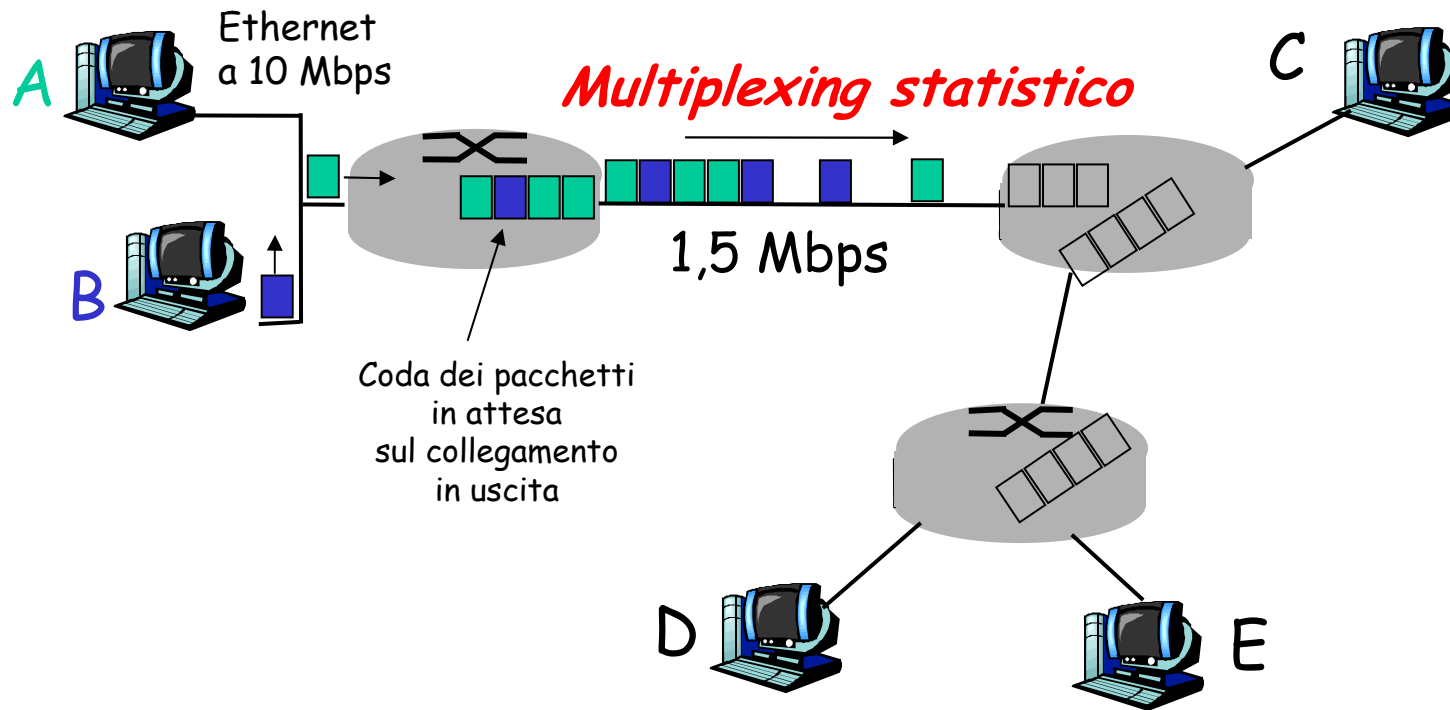 Ethernet
a 10 Mbps
A
Multiplexing statistico
C
B
1,5 Mbps
Coda dei pacchetti
in attesa
sul collegamento
in uscita
D
E